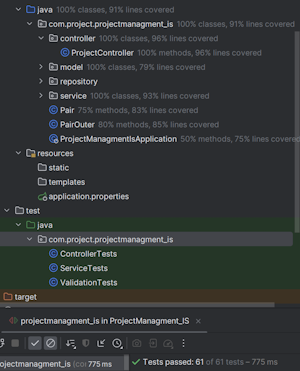 java 100% classes, 91% lines covered
com.project.projectmanagment_is 100% classes, 91% lines covered
controller 100% classes, 96% lines covered
ProjectController 100% methods, 96% lines covered
model 100% classes, 79% lines covered
repository
service 100% classes, 93% lines covered
Pair 75% methods, 83% lines covered
PairOuter 80% methods, 85% lines covered
ProjectManagmentIsApplication 50% methods, 75% lines covered
resources
static
templates
application.properties
test
java
com.project.projectmanagment_is
ControllerTests
ServiceTests
ValidationTests
target
projectmanagment_is in ProjectManagment_IS
rojectmanagment_is (co 775 ms
Tests passed: 61 of 61 tests – 775 ms